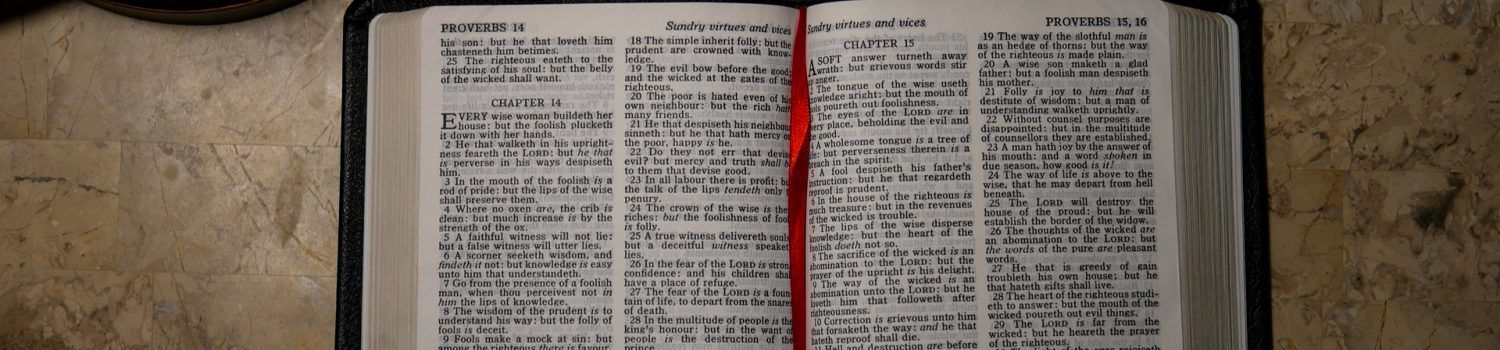 PROVERBS 14
Sundry virtues and vices
his son: but he that loveth him
chasteneth him betimes.
25 The righteous eateth to the
satisfying of his soul: but the belly
of the wicked shall want.
CHAPTER 14
EVERY wise woman buildeth her
house: but the foolish plucketh
it down with her hands.
2 He that walketh in his upright-
ness feareth the LORD: but he that
is perverse in his ways despiseth
him.
3 In the mouth of the foolish is a
rod of pride: but the lips of the wise
shall preserve them.
4 Where no oxen are, the crib is
clean: but much increase is by the
strength of the ox.
5 A faithful witness will not lie:
but a false witness will utter lies.
6 A scorner seeketh wisdom, and
findeth it not: but knowledge is easy
unto him that understandeth.
7 Go from the presence of a foolish
man, when thou perceivest not in
him the lips of knowledge.
8 The wisdom of the prudent is to
understand his way: but the folly of
fools is deceit.
9 Fools make a mock at sin: but
among the righteous there is favour.
18 The simple inherit folly: but the
prudent are crowned with know-
ledge.
19 The evil bow before the good;
and the wicked at the gates of the
righteous.
20 The poor is hated even of his
own neighbour: but the rich hath
many friends.
21 He that despiseth his neighbour
sinneth: but he that hath mercy on
the poor, happy is he.
22 Do they not err that devise
evil? but mercy and truth shall be
to them that devise good.
23 In all labour there is profit: but
the talk of the lips tendeth only to
penury.
24 The crown of the wise is their
riches: but the foolishness of fools
is folly.
25 A true witness delivereth souls:
but a deceitful witness speaketh
lies.
26 In the fear of the LORD is strong
confidence: and his children shall
have a place of refuge.
27 The fear of the LORD is a foun-
tain of life, to depart from the snares
of death.
28 In the multitude of people is the
king's honour: but in the want of
people is the destruction of the
prince.
Sundry virtues and vices
PROVERBS 15, 16
CHAPTER 15
A SOFT answer turneth away
wrath: but grievous words stir
up anger.
2 The tongue of the wise useth
knowledge aright: but the mouth of
fools poureth out foolishness.
3 The eyes of the LORD are in
every place, beholding the evil and
the good.
4 A wholesome tongue is a tree of
life: but perverseness therein is a
breach in the spirit.
5 A fool despiseth his father's
instruction: but he that regardeth
reproof is prudent.
6 In the house of the righteous is
much treasure: but in the revenues
of the wicked is trouble.
7 The lips of the wise disperse
knowledge: but the heart of the
foolish doeth not so.
8 The sacrifice of the wicked is an
abomination to the LORD: but the
prayer of the upright is his delight.
9 The way of the wicked is an
abomination unto the LORD: but he
loveth him that followeth after
righteousness.
10 Correction is grievous unto him
that forsaketh the way: and he that
hateth reproof shall die.
11 Hell and destruction are before
19 The way of the slothful man is
as an hedge of thorns: but the way
of the righteous is made plain.
20 A wise son maketh a glad
father: but a foolish man despiseth
his mother.
21 Folly is joy to him that is
destitute of wisdom: but a man of
understanding walketh uprightly.
22 Without counsel purposes are
disappointed: but in the multitude
of counsellors they are established.
23 A man hath joy by the answer of
his mouth: and a word spoken in
due season, how good is it!
24 The way of life is above to the
wise, that he may depart from hell
beneath.
25 The LORD will destroy the
house of the proud: but he will
establish the border of the widow.
26 The thoughts of the wicked are
an abomination to the LORD: but
the words of the pure are pleasant
words.
27 He that is greedy of gain
troubleth his own house; but he
that hateth gifts shall live.
28 The heart of the righteous studi-
eth to answer: but the mouth of the
wicked poureth out evil things.
29 The LORD is far from the
wicked: but he heareth the prayer
of the righteous.